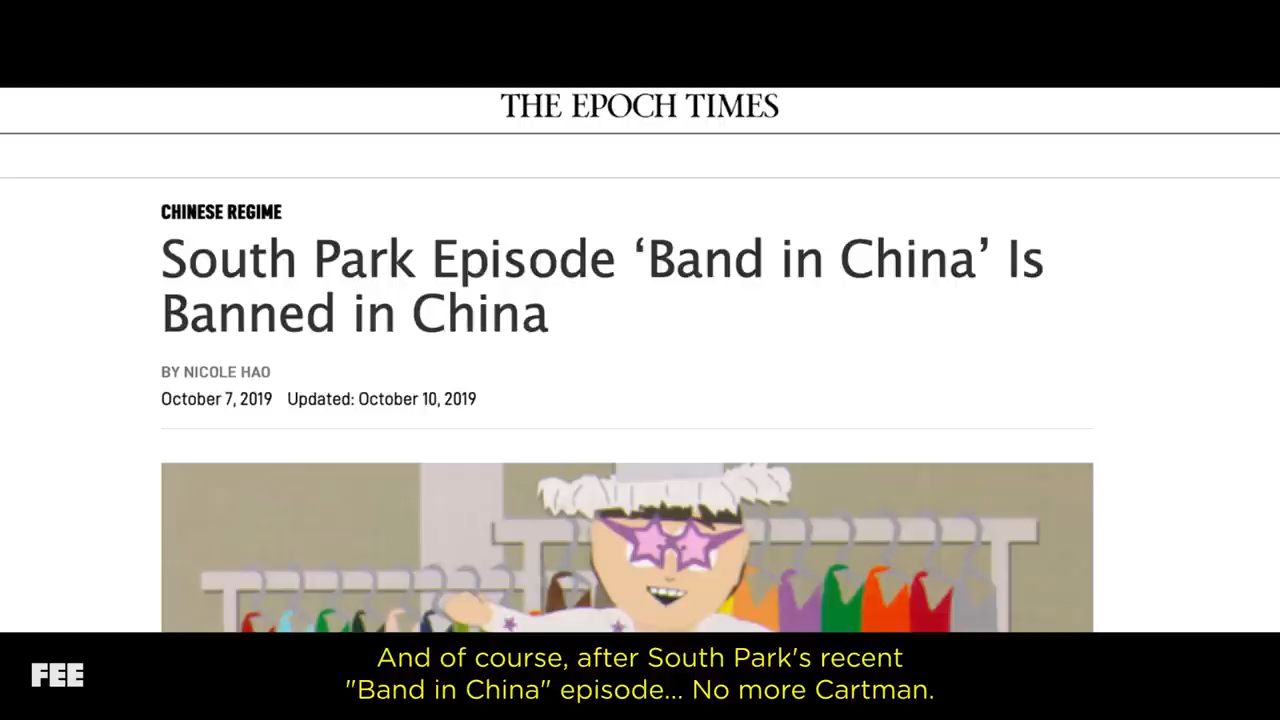 THE EPOCH TIMES
CHINESE REGIME
South Park Episode ‘Band in China’ Is
Banned in China
BY NICOLE HAO
October 7, 2019 Updated: October 10, 2019
And of course, after South Park's recent
"Band in China" episode... No more Cartman.
FEE